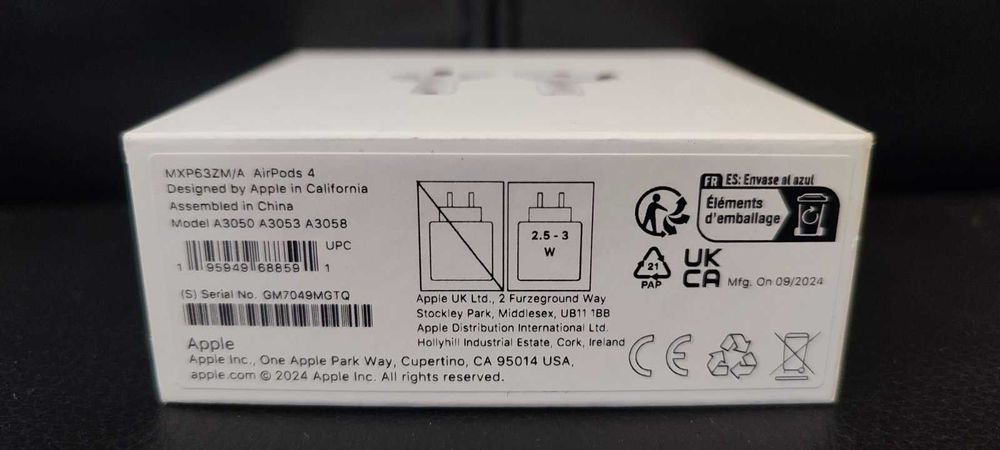 MXP63ZM/A AirPods 4
Designed by Apple in California
Assembled in China
Model A3050 A3053 A3058
UPC
1 95949 68859 1
(S) Serial No. GM7049MGTQ
Apple
Apple Inc., One Apple Park Way, Cupertino, CA 95014 USA,
apple.com © 2024 Apple Inc. All rights reserved.
2.5 - 3
W
Apple UK Ltd., 2 Furzeground Way
Stockley Park, Middlesex, UB11 1BB
Apple Distribution International Ltd.
Hollyhill Industrial Estate, Cork, Ireland
FR ES: Envase al azul
Éléments
d'emballage
21
PAP
UK
CA
Mfg. On 09/2024
CE